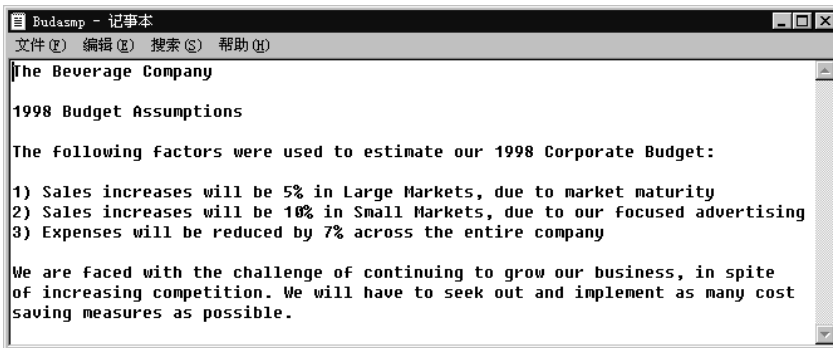 Budasmp - 记事本
文件(F) 编辑(E) 搜索(S) 帮助(H)
The Beverage Company
1998 Budget Assumptions
The following factors were used to estimate our 1998 Corporate Budget:
1) Sales increases will be 5% in Large Markets, due to market maturity
2) Sales increases will be 10% in Small Markets, due to our focused advertising
3) Expenses will be reduced by 7% across the entire company
We are faced with the challenge of continuing to grow our business, in spite
of increasing competition. We will have to seek out and implement as many cost
saving measures as possible.